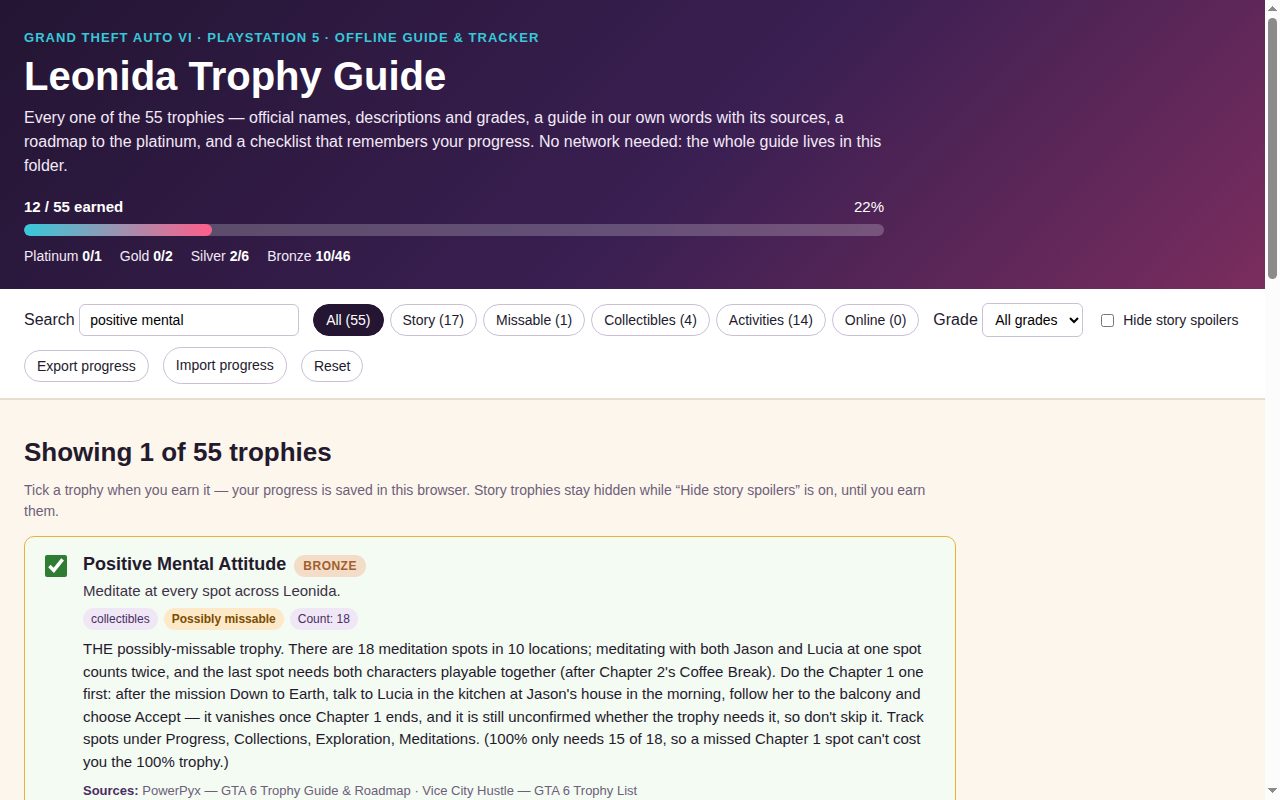 GRAND THEFT AUTO VI · PLAYSTATION 5 · OFFLINE GUIDE & TRACKER
Leonida Trophy Guide
Every one of the 55 trophies — official names, descriptions and grades, a guide in our own words with its sources, a
roadmap to the platinum, and a checklist that remembers your progress. No network needed: the whole guide lives in this
folder.
12 / 55 earned 22%
Platinum 0/1 Gold 0/2 Silver 2/6 Bronze 10/46
Search positive mental All (55) Story (17) Missable (1) Collectibles (4) Activities (14) Online (0) Grade All grades Hide story spoilers
Export progress Import progress Reset
Showing 1 of 55 trophies
Tick a trophy when you earn it — your progress is saved in this browser. Story trophies stay hidden while “Hide story spoilers” is on, until you earn
them.
Positive Mental Attitude BRONZE
Meditate at every spot across Leonida.
collectibles Possibly missable Count: 18
THE possibly-missable trophy. There are 18 meditation spots in 10 locations; meditating with both Jason and Lucia at one spot
counts twice, and the last spot needs both characters playable together (after Chapter 2's Coffee Break). Do the Chapter 1 one
first: after the mission Down to Earth, talk to Lucia in the kitchen at Jason's house in the morning, follow her to the balcony and
choose Accept — it vanishes once Chapter 1 ends, and it is still unconfirmed whether the trophy needs it, so don't skip it. Track
spots under Progress, Collections, Exploration, Meditations. (100% only needs 15 of 18, so a missed Chapter 1 spot can't cost
you the 100% trophy.)
Sources: PowerPyx — GTA 6 Trophy Guide & Roadmap · Vice City Hustle — GTA 6 Trophy List